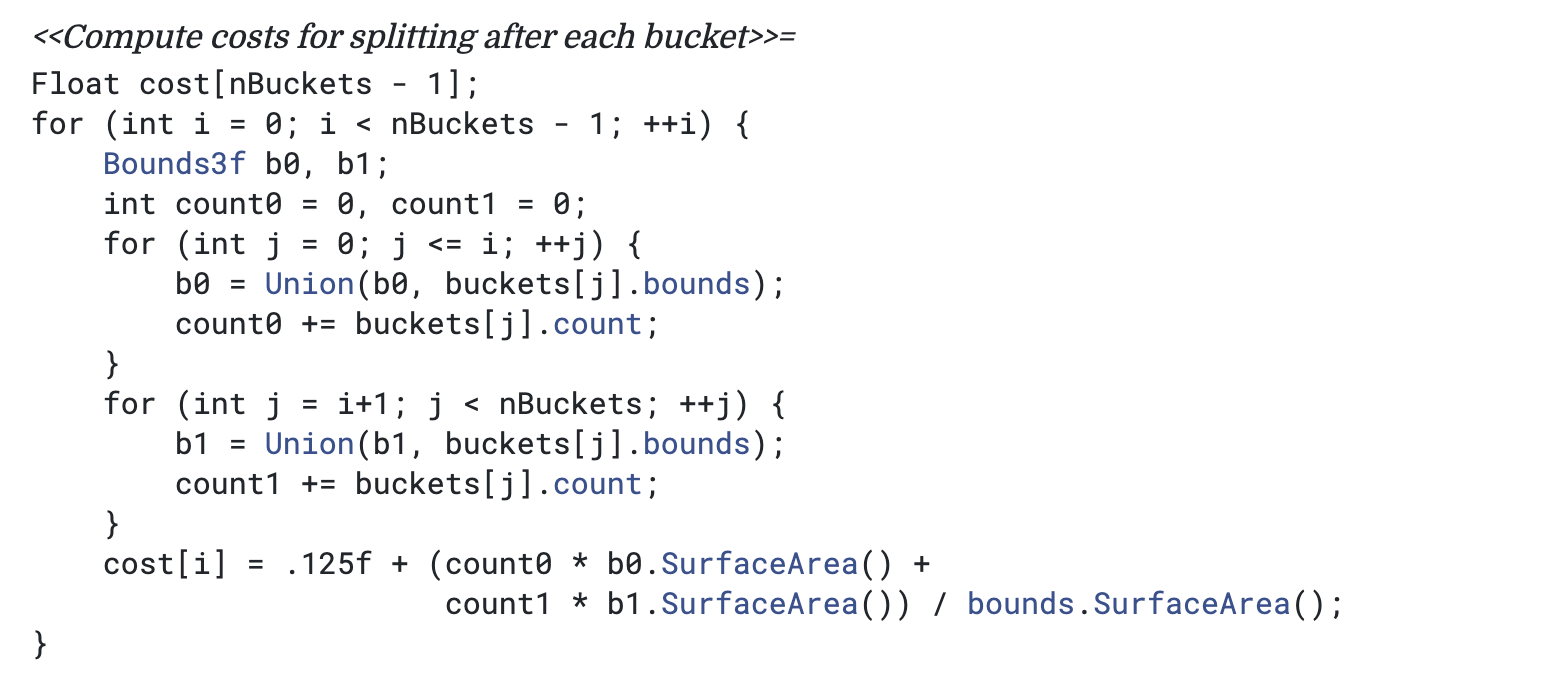 <<Compute costs for splitting after each bucket>>=
Float cost[nBuckets - 1];
for (int i = 0; i < nBuckets - 1; ++i) {
    Bounds3f b0, b1;
    int count0 = 0, count1 = 0;
    for (int j = 0; j <= i; ++j) {
        b0 = Union(b0, buckets[j].bounds);
        count0 += buckets[j].count;
    }
    for (int j = i+1; j < nBuckets; ++j) {
        b1 = Union(b1, buckets[j].bounds);
        count1 += buckets[j].count;
    }
    cost[i] = .125f + (count0 * b0.SurfaceArea() +
                       count1 * b1.SurfaceArea()) / bounds.SurfaceArea();
}